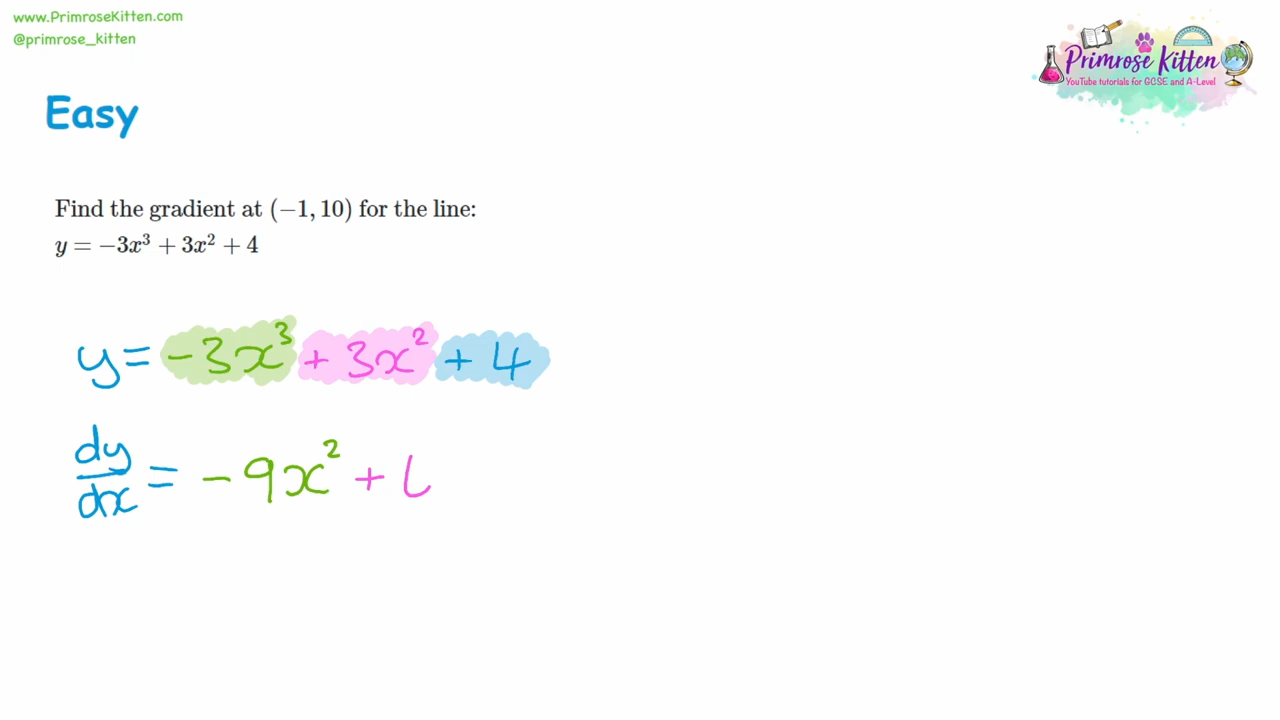 www.PrimroseKitten.com
@primrose_kitten
Primrose Kitten
YouTube tutorials for GCSE and A-Level
Easy
Find the gradient at (−1, 10) for the line:
y = −3x³ + 3x² + 4
y = -3x³ + 3x² + 4
dy/dx = -9x² +